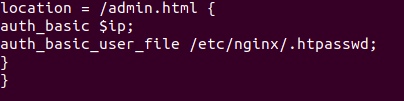 location = /admin.html {
auth_basic $ip;
auth_basic_user_file /etc/nginx/.htpasswd;
}
}